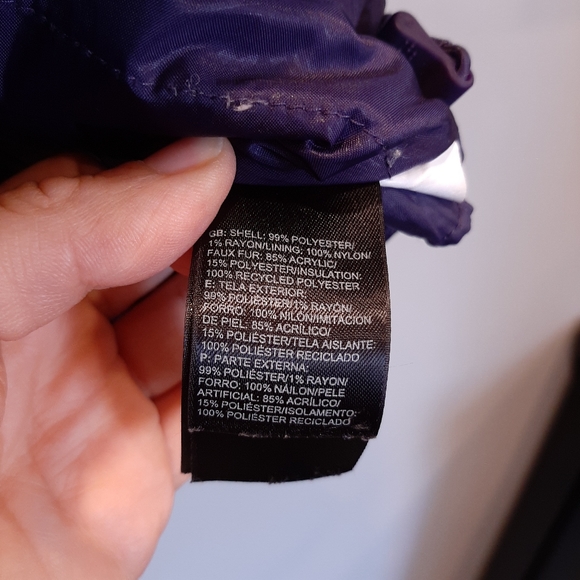 GB: SHELL: 99% POLYESTER/
1% RAYON/LINING: 100% NYLON/
FAUX FUR: 85% ACRYLIC/
15% POLYESTER/INSULATION:
100% RECYCLED POLYESTER
E: TELA EXTERIOR:
99% POLIÉSTER/1% RAYÓN/
FORRO: 100% NILÓN/IMITACIÓN
DE PIEL: 85% ACRÍLICO/
15% POLIÉSTER/TELA AISLANTE:
100% POLIÉSTER RECICLADO
P: PARTE EXTERNA:
99% POLIÉSTER/1% RAYON/
FORRO: 100% NÁILON/PELE
ARTIFICIAL: 85% ACRÍLICO/
15% POLIÉSTER/ISOLAMENTO:
100% POLIÉSTER RECICLADO